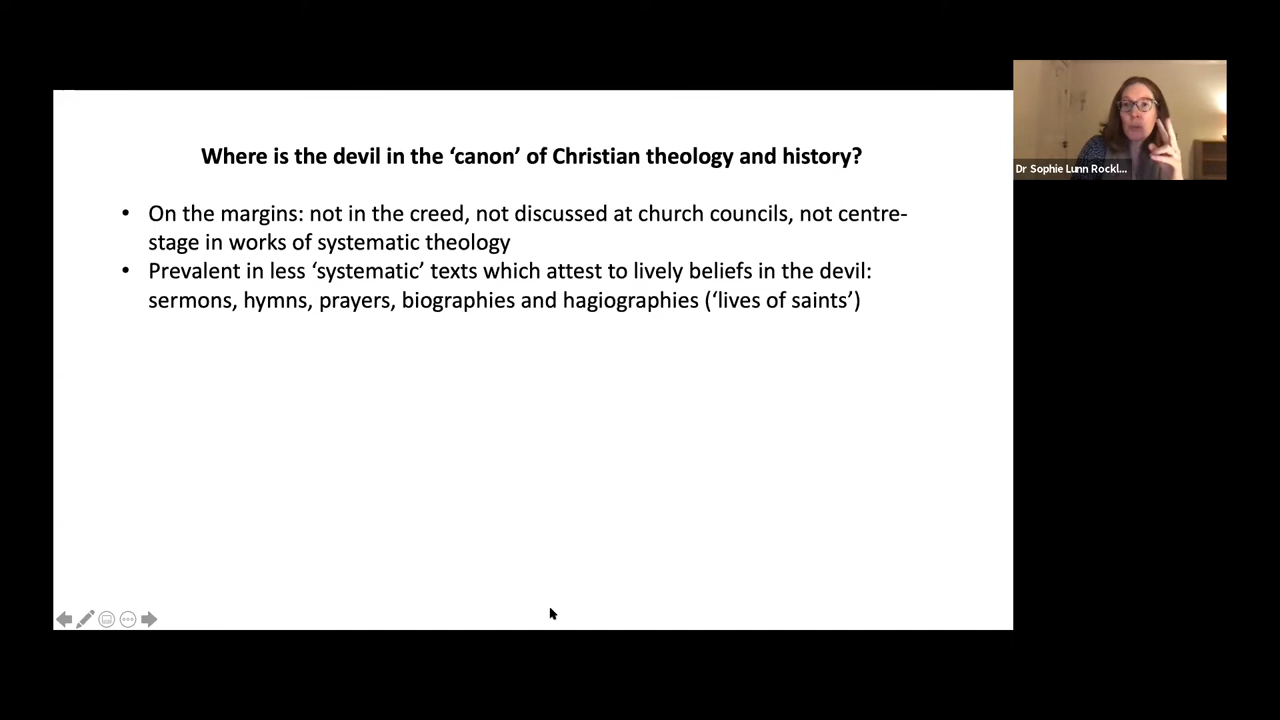 Where is the devil in the ‘canon’ of Christian theology and history?
• On the margins: not in the creed, not discussed at church councils, not centre-
stage in works of systematic theology
• Prevalent in less ‘systematic’ texts which attest to lively beliefs in the devil:
sermons, hymns, prayers, biographies and hagiographies (‘lives of saints’)
Dr Sophie Lunn Rockl...